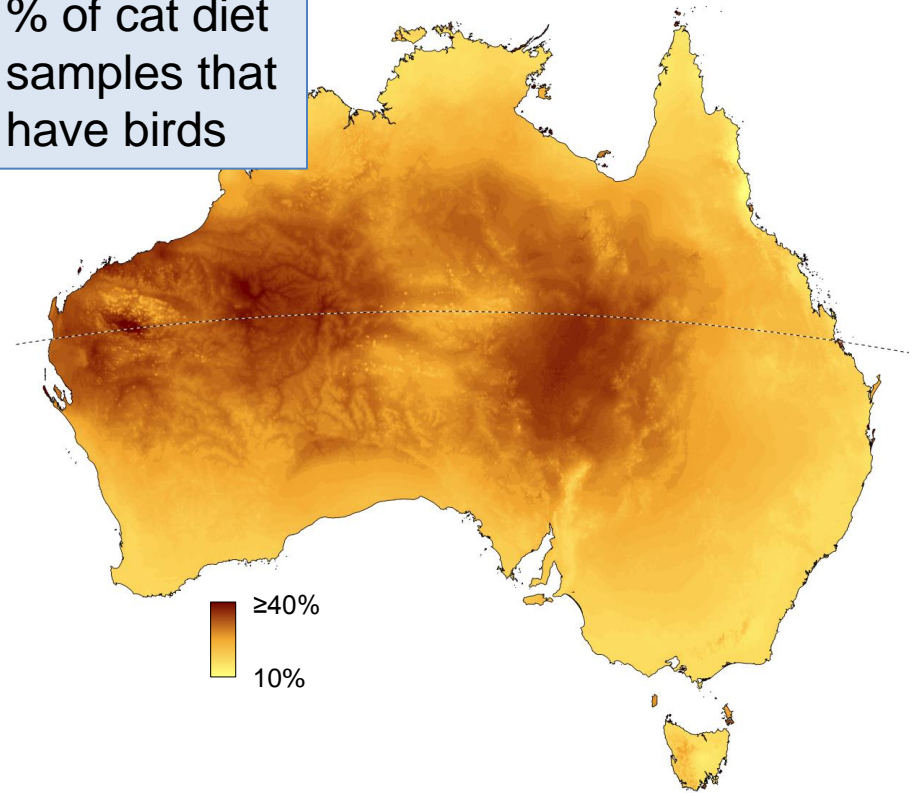 % of cat diet
samples that
have birds
≥40%
10%